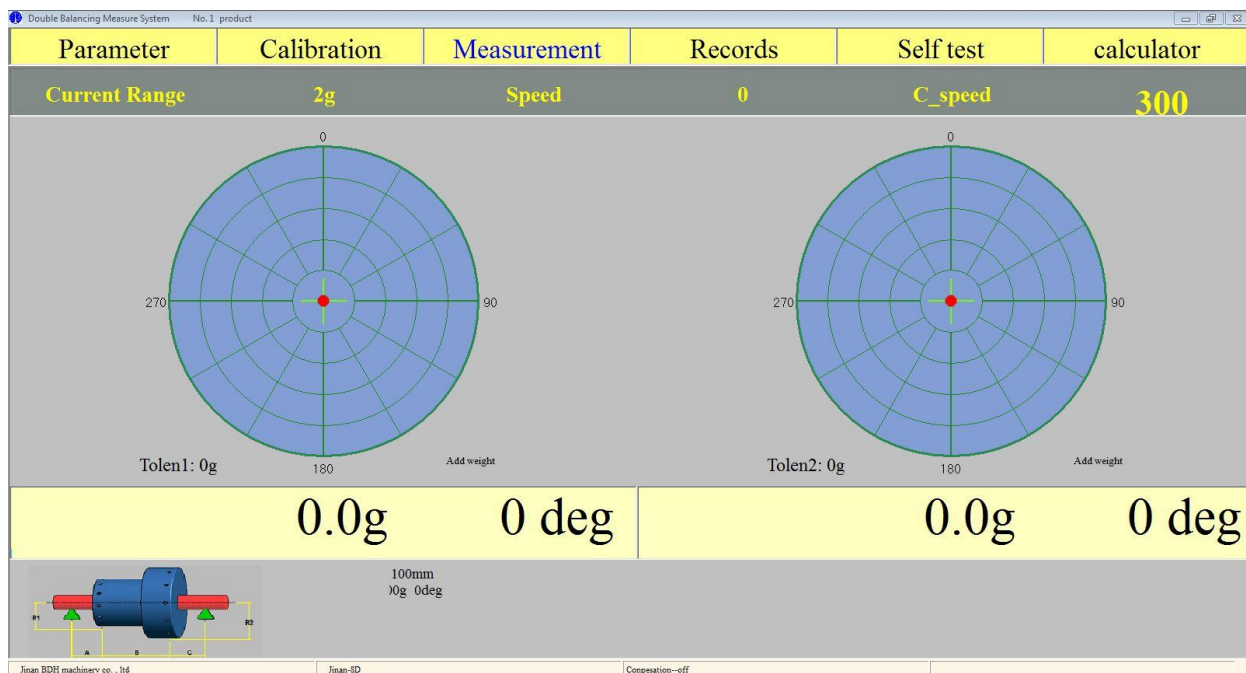 Double Balancing Measure System No.1 product
Parameter Calibration Measurement Records Self test calculator
Current Range 2g Speed 0 C_speed 300
0 0
270 90 270 90
Tolen1: 0g 180 Add weight Tolen2: 0g 180 Add weight
0.0g 0 deg 0.0g 0 deg
100mm
00g 0deg
R1 R2
A B C
Jinan BDH machinery co. , ltd Jinan-SD Conpesation--off